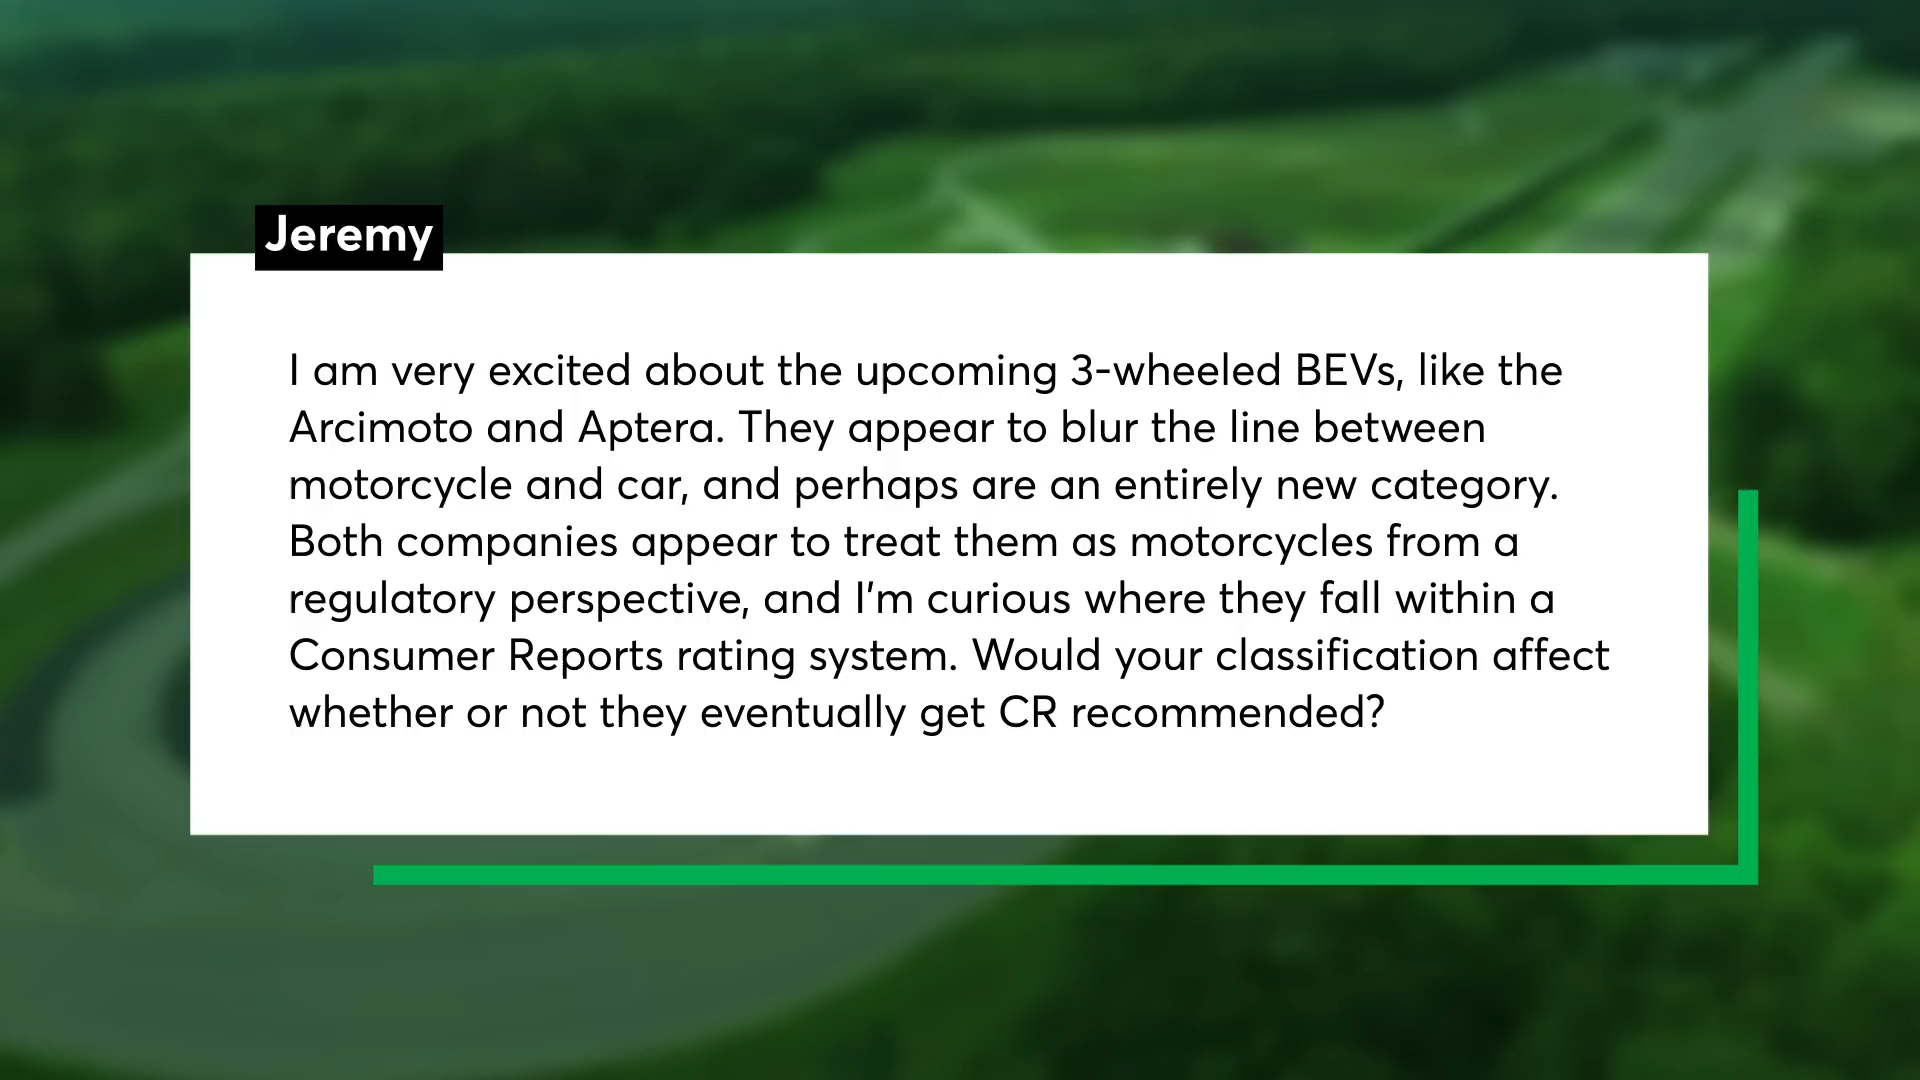 Jeremy
I am very excited about the upcoming 3-wheeled BEVs, like the
Arcimoto and Aptera. They appear to blur the line between
motorcycle and car, and perhaps are an entirely new category.
Both companies appear to treat them as motorcycles from a
regulatory perspective, and I’m curious where they fall within a
Consumer Reports rating system. Would your classification affect
whether or not they eventually get CR recommended?